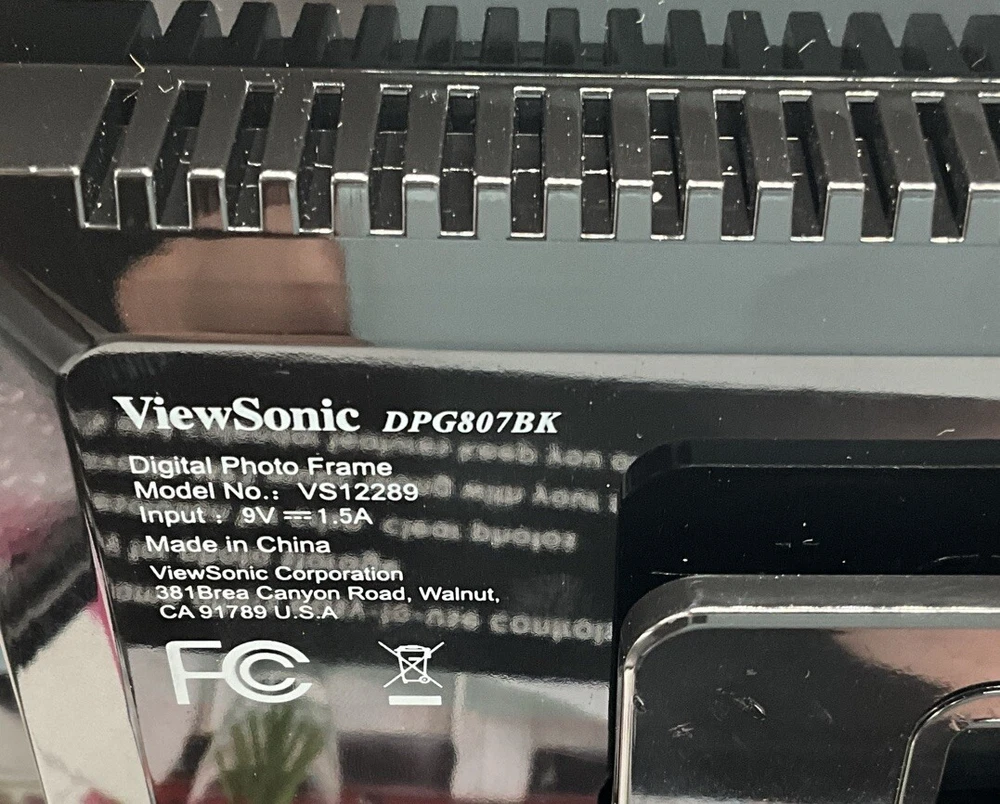 ViewSonic DPG807BK
Digital Photo Frame
Model No.: VS12289
Input : 9V ⎓ 1.5A
Made in China
ViewSonic Corporation
381Brea Canyon Road, Walnut,
CA 91789 U.S.A
FC